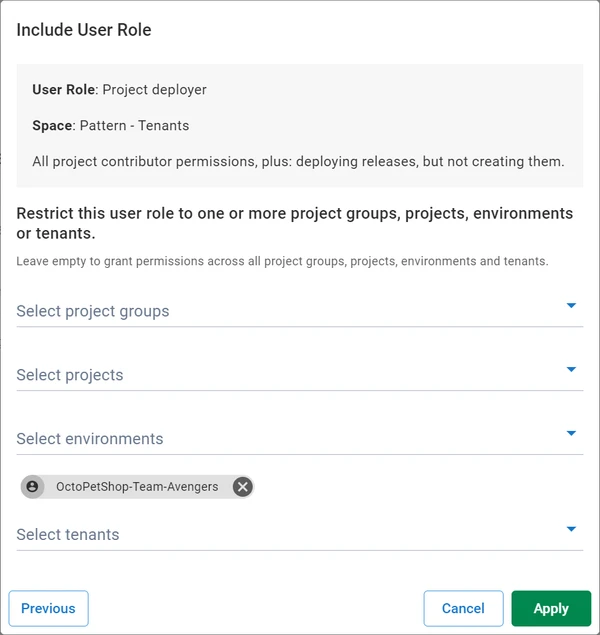 Include User Role
User Role: Project deployer
Space: Pattern - Tenants
All project contributor permissions, plus: deploying releases, but not creating them.
Restrict this user role to one or more project groups, projects, environments
or tenants.
Leave empty to grant permissions across all project groups, projects, environments and tenants.
Select project groups
Select projects
Select environments
OctoPetShop-Team-Avengers
Select tenants
Previous Cancel Apply